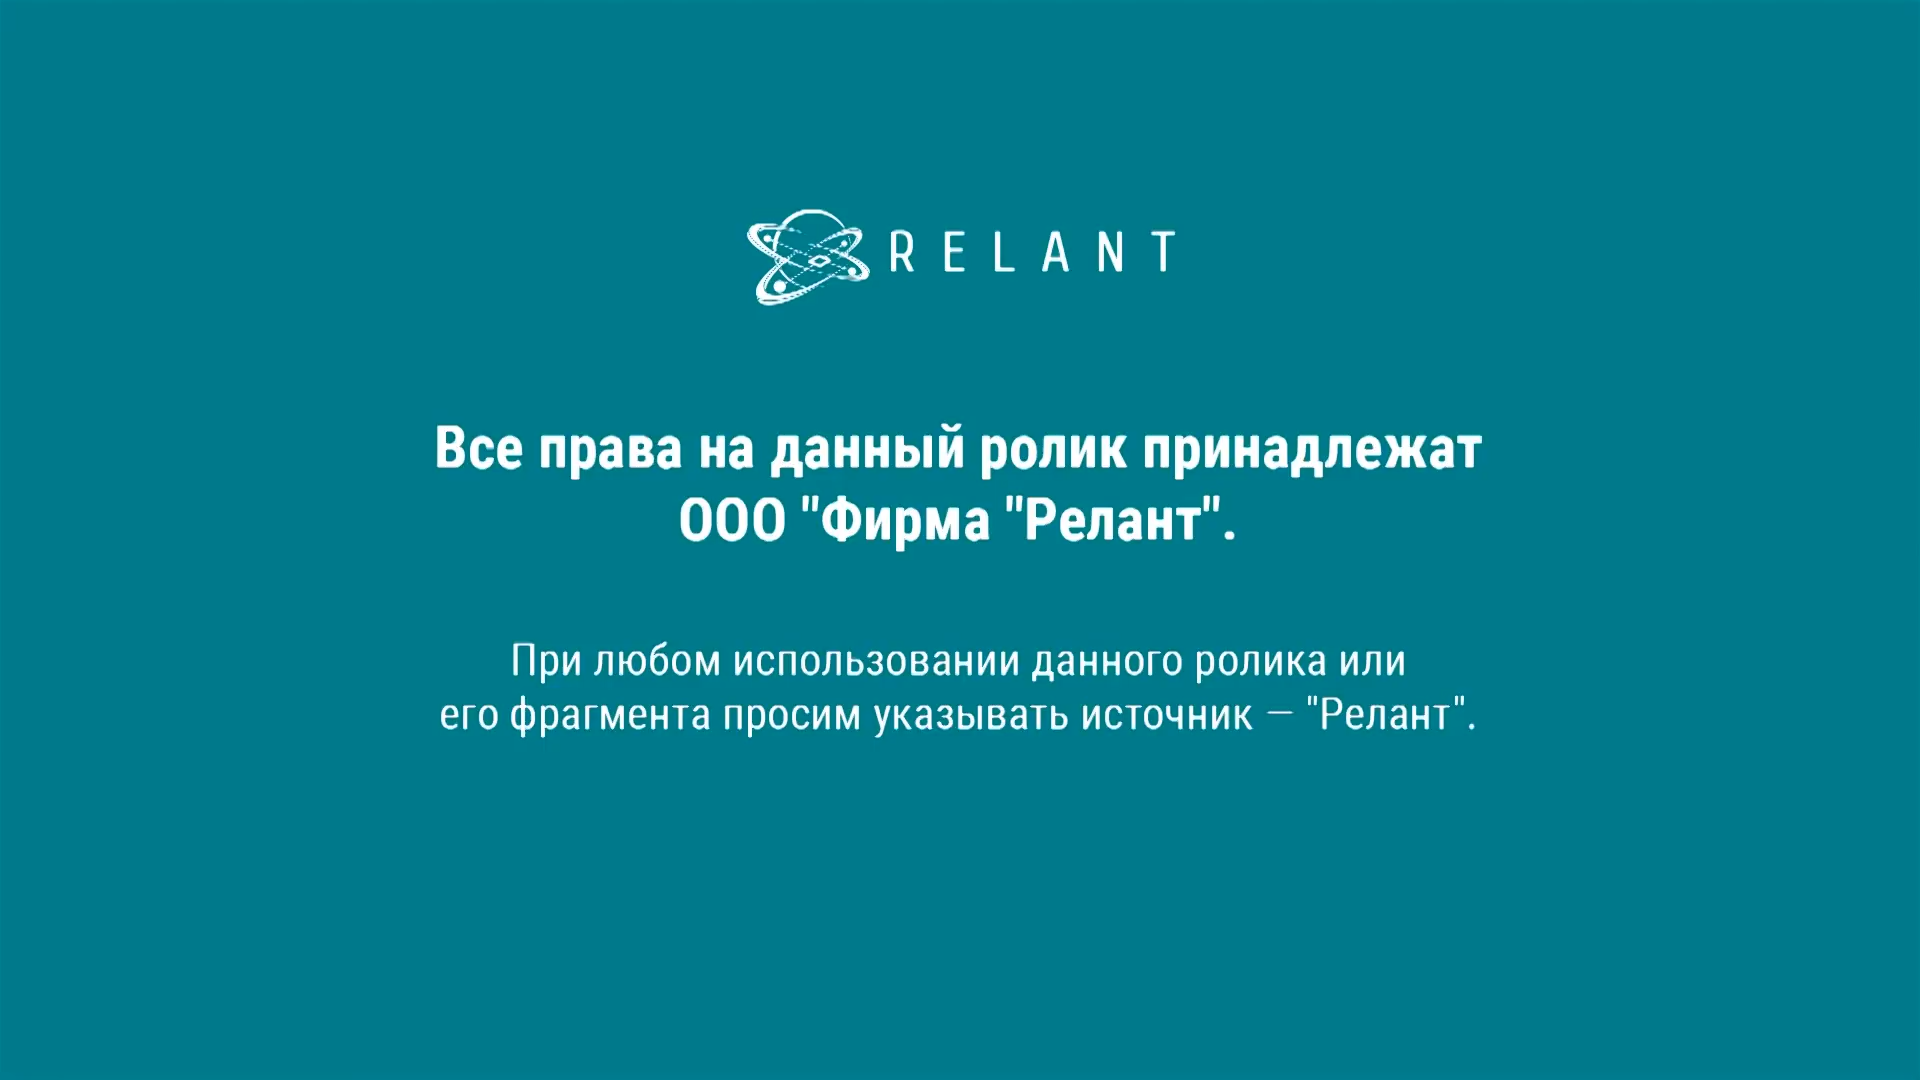 RELANT
Все права на данный ролик принадлежат
ООО "Фирма "Релант".
При любом использовании данного ролика или
его фрагмента просим указывать источник — "Релант".